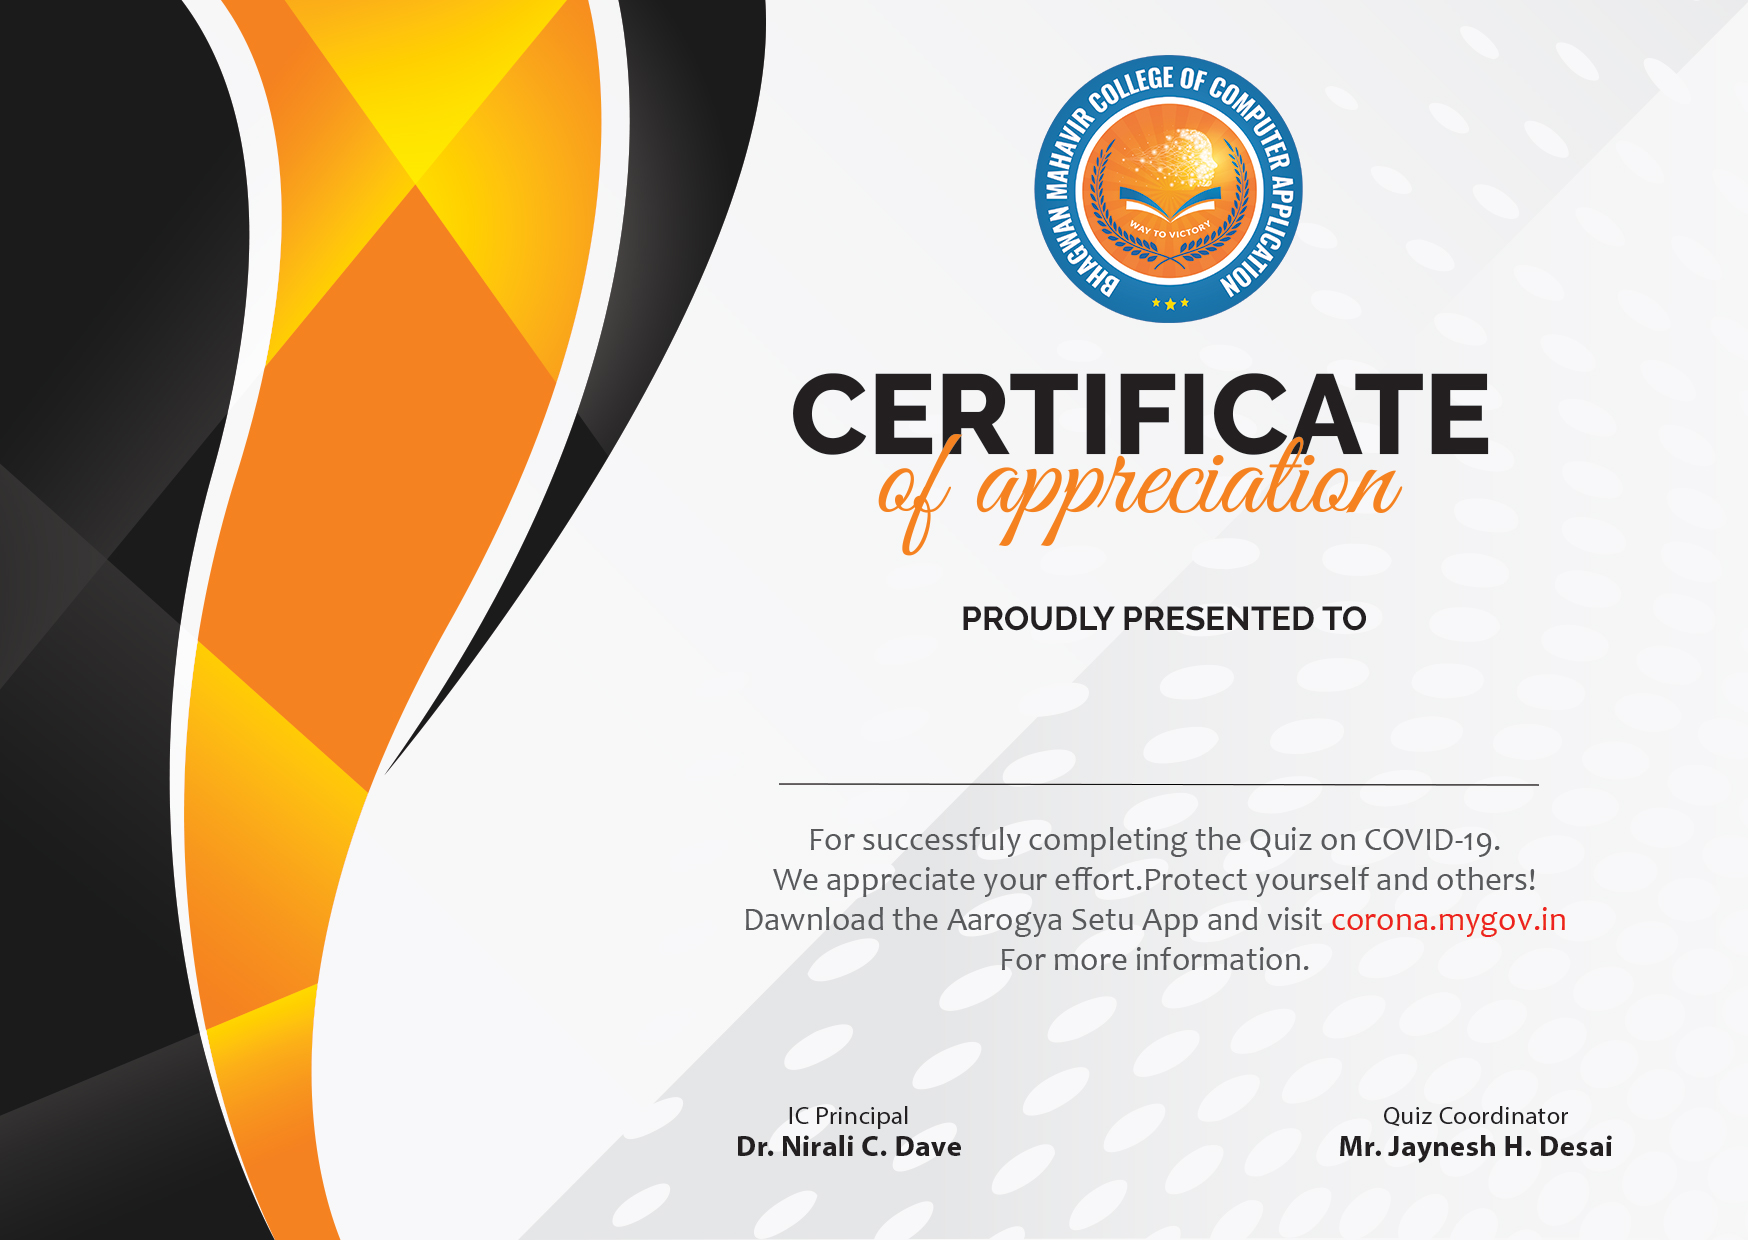 BHAGWAN MAHAVIR COLLEGE OF COMPUTER APPLICATION
WAY TO VICTORY
CERTIFICATE
of appreciation
PROUDLY PRESENTED TO
For successfuly completing the Quiz on COVID-19.
We appreciate your effort.Protect yourself and others!
Dawnload the Aarogya Setu App and visit corona.mygov.in
For more information.
IC Principal
Dr. Nirali C. Dave
Quiz Coordinator
Mr. Jaynesh H. Desai